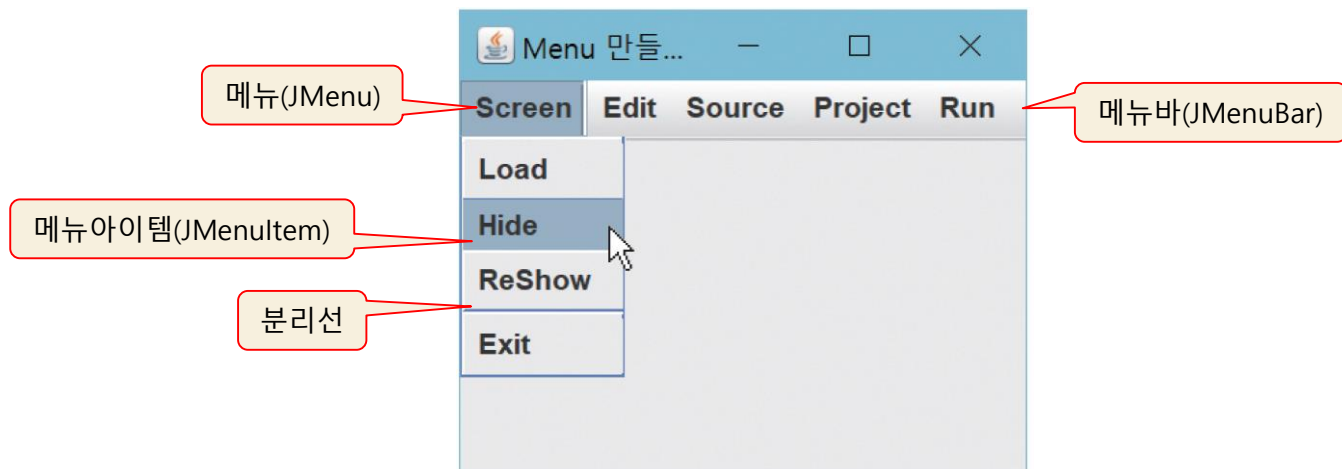 Menu 만들...
메뉴(JMenu)
Screen Edit Source Project Run
메뉴바(JMenuBar)
Load
메뉴아이템(JMenuItem)
Hide
ReShow
분리선
Exit